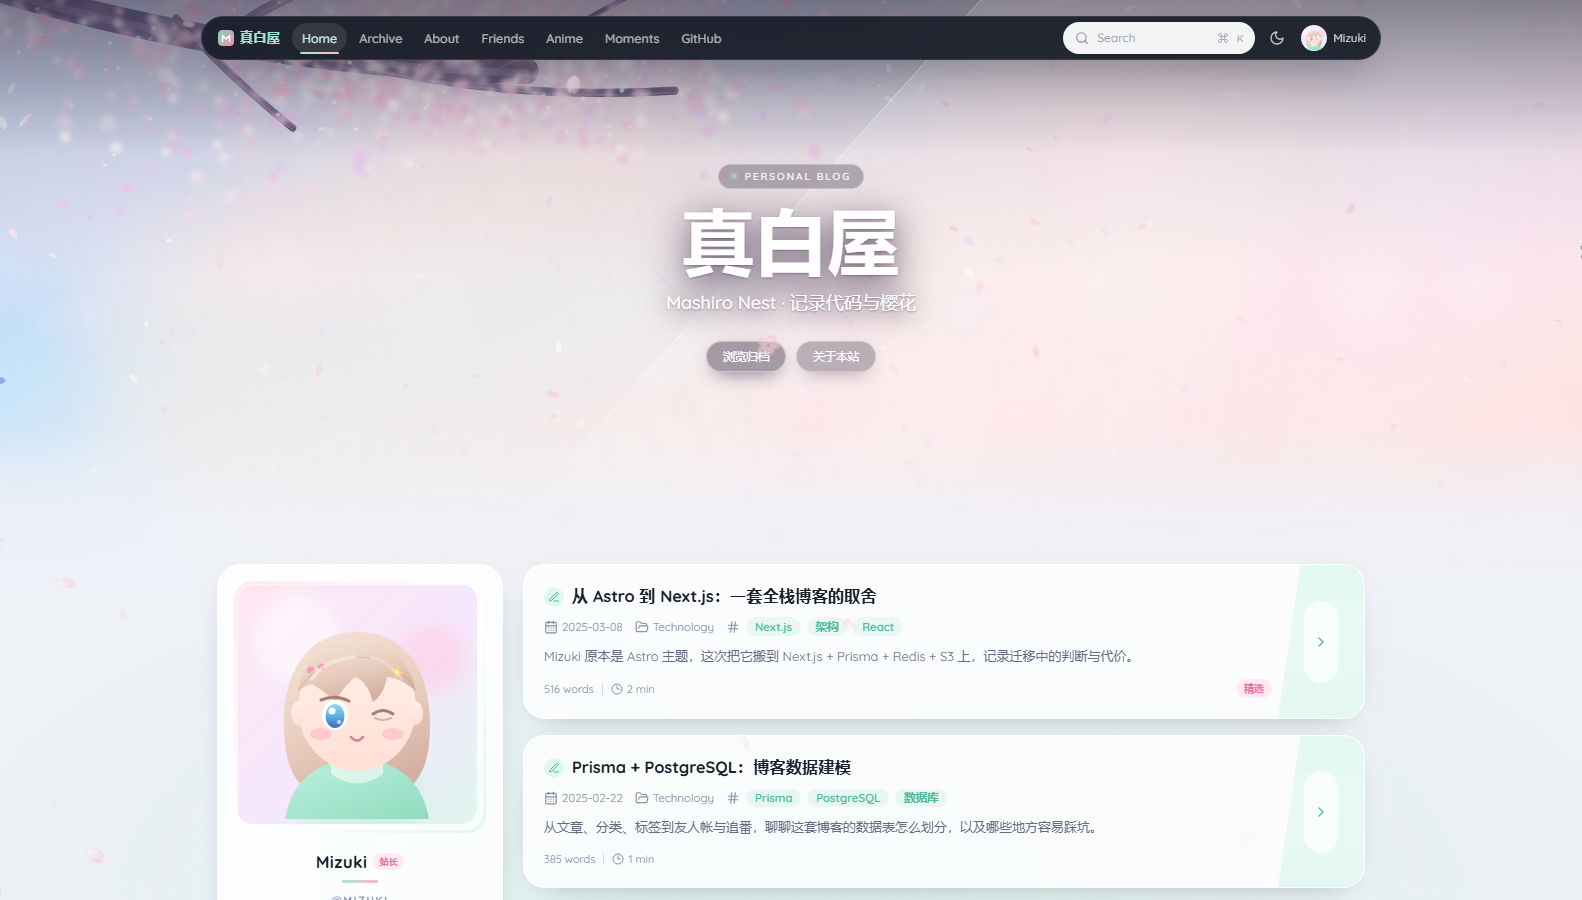 M 真白屋 Home Archive About Friends Anime Moments GitHub Search ⌘ K Mizuki
PERSONAL BLOG
真白屋
Mashiro Nest · 记录代码与樱花
浏览归档 关于本站
从 Astro 到 Next.js：一套全栈博客的取舍
2025-03-08 Technology # Next.js 架构 React
Mizuki 原本是 Astro 主题，这次把它搬到 Next.js + Prisma + Redis + S3 上，记录迁移中的判断与代价。
516 words 2 min 精选
Prisma + PostgreSQL：博客数据建模
2025-02-22 Technology # Prisma PostgreSQL 数据库
从文章、分类、标签到友人帐与追番，聊聊这套博客的数据表怎么划分，以及哪些地方容易踩坑。
385 words 1 min
Mizuki 站长
@MIZUKI